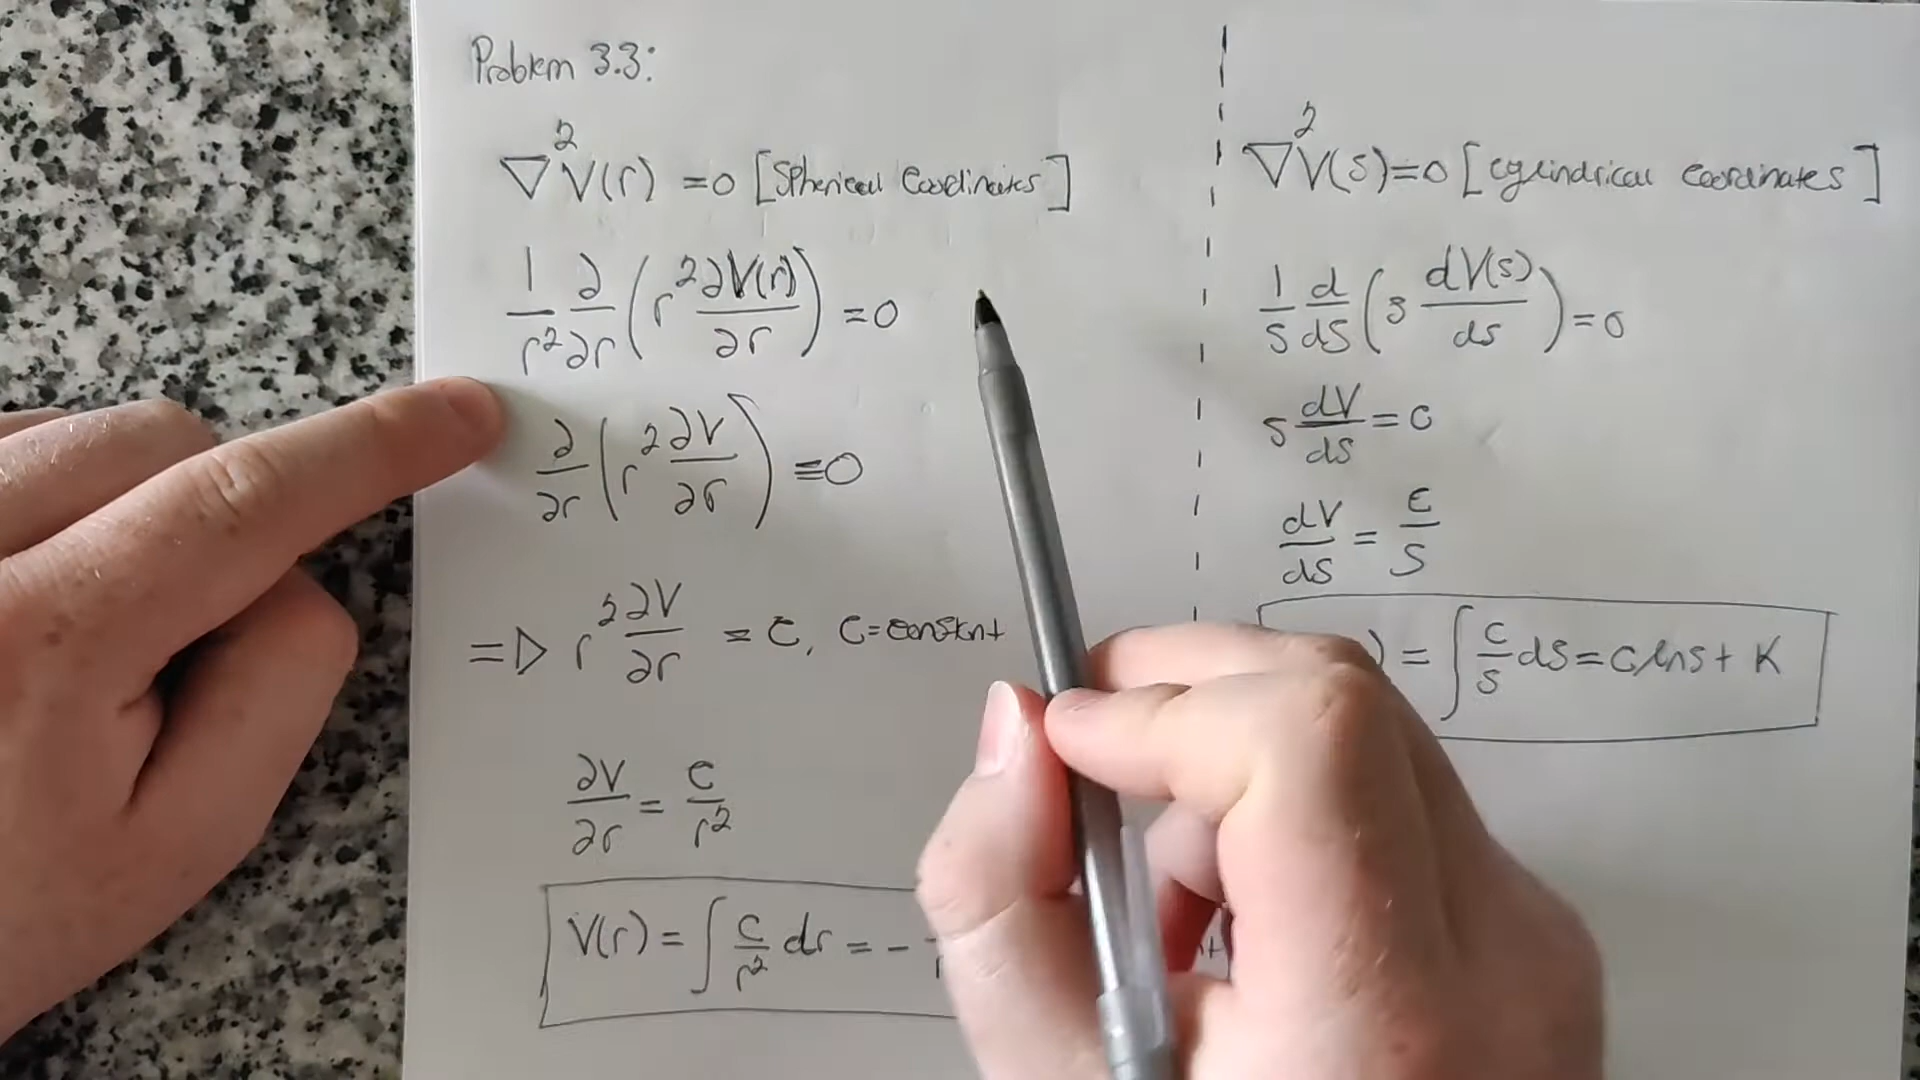 Problem 3.3:
∇²V(r) = 0 [Spherical Coordinates]
1/r² ∂/∂r (r² ∂V(r)/∂r) = 0
∂/∂r (r² ∂V/∂r) = 0
=> r² ∂V/∂r = C, C = constant
∂V/∂r = C/r²
V(r) = ∫ C/r² dr = -
∇²V(s) = 0 [cylindrical coordinates]
1/s d/ds (s dV(s)/ds) = 0
s dV/ds = C
dV/ds = C/s
) = ∫ C/s ds = C ln s + K